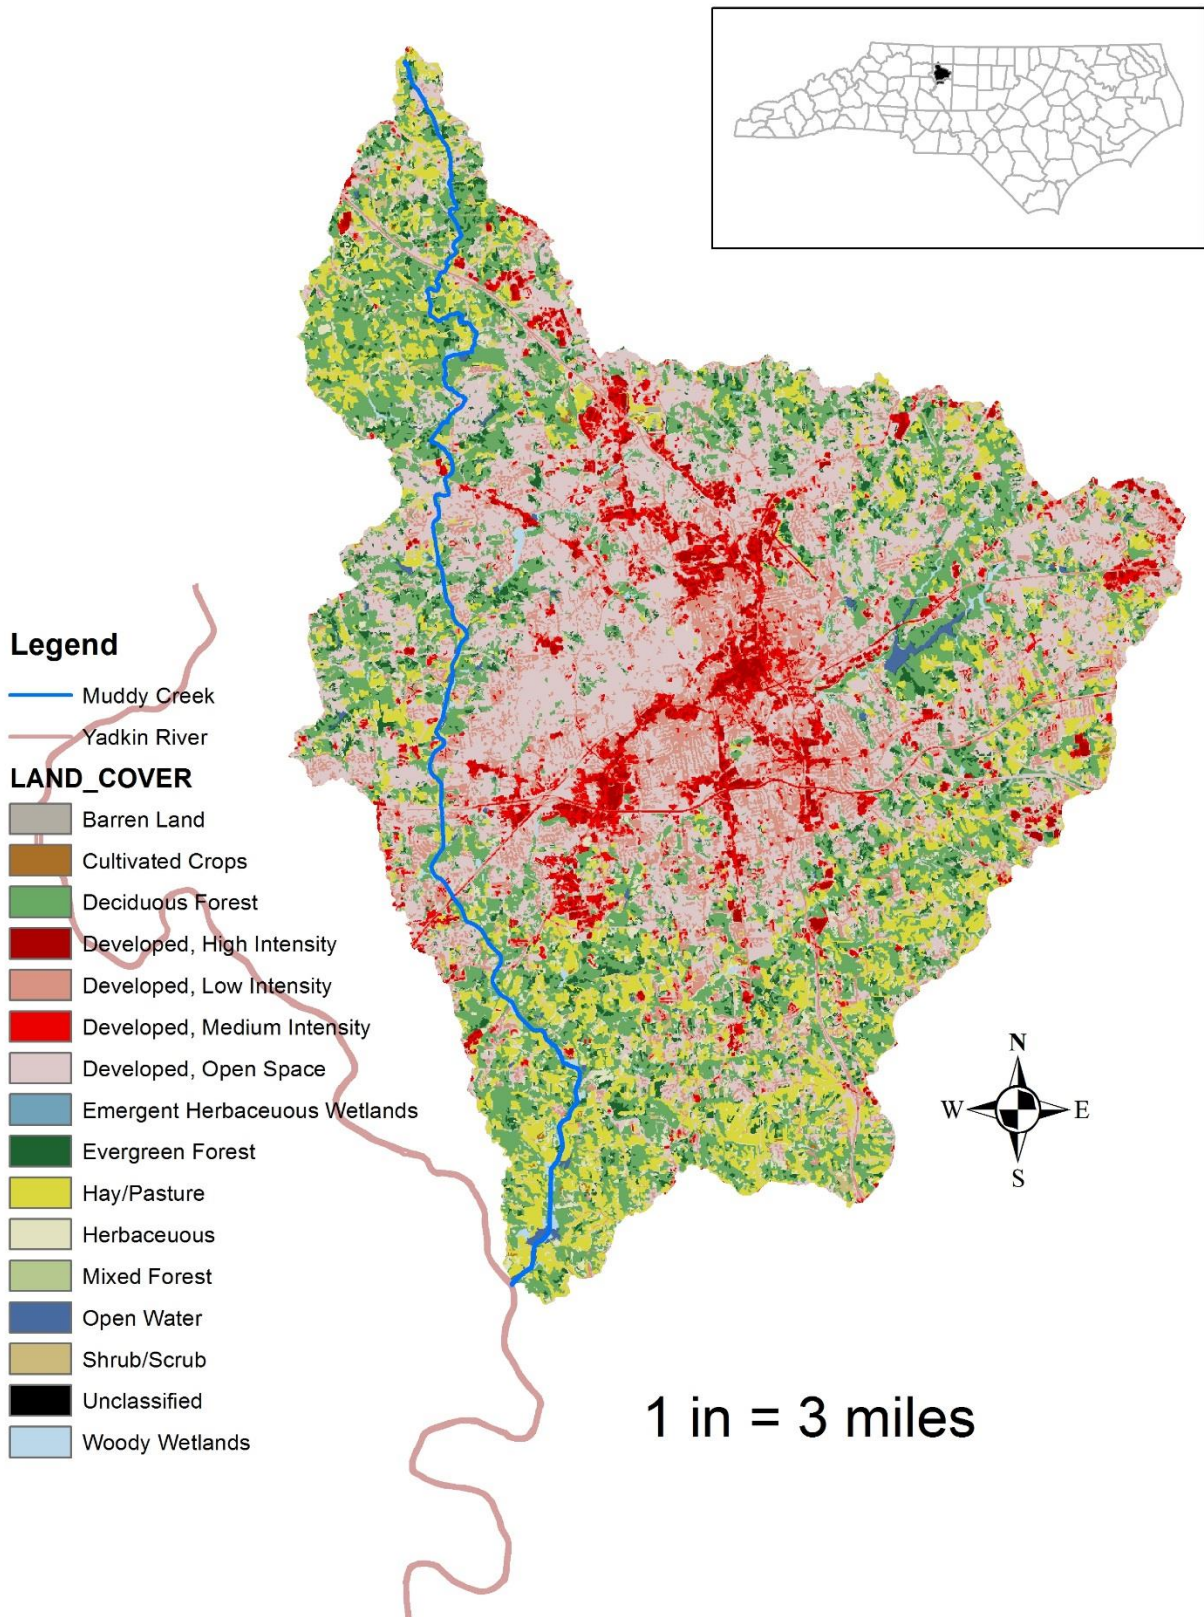 Legend
Muddy Creek
Yadkin River
LAND_COVER
Barren Land
Cultivated Crops
Deciduous Forest
Developed, High Intensity
Developed, Low Intensity
Developed, Medium Intensity
Developed, Open Space
Emergent Herbaceuous Wetlands
Evergreen Forest
Hay/Pasture
Herbaceuous
Mixed Forest
Open Water
Shrub/Scrub
Unclassified
Woody Wetlands
N
W E
S
1 in = 3 miles